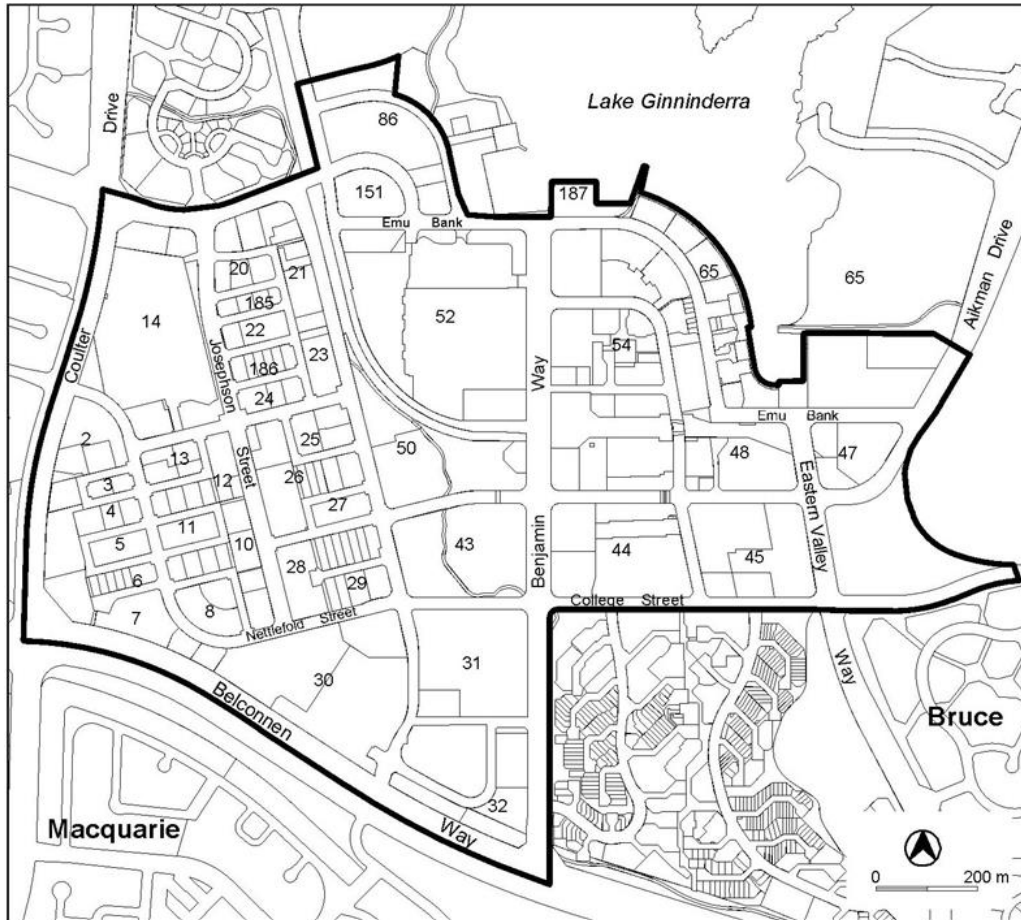 Lake Ginninderra
Drive
86
151
187
Emu Bank
65
65
Aikman Drive
20
21
185
14
22
52
Josephson
23
54
Way
Coulter
186
24
Emu Bank
2
25
50
48
47
13
Street
3
26
12
4
27
Eastern Valley
11
5
10
43
Benjamin
44
45
28
6
29
College Street
8
7
Nettlefold Street
31
30
Way
Belconnen
Bruce
32
Macquarie
Way
0 200 m